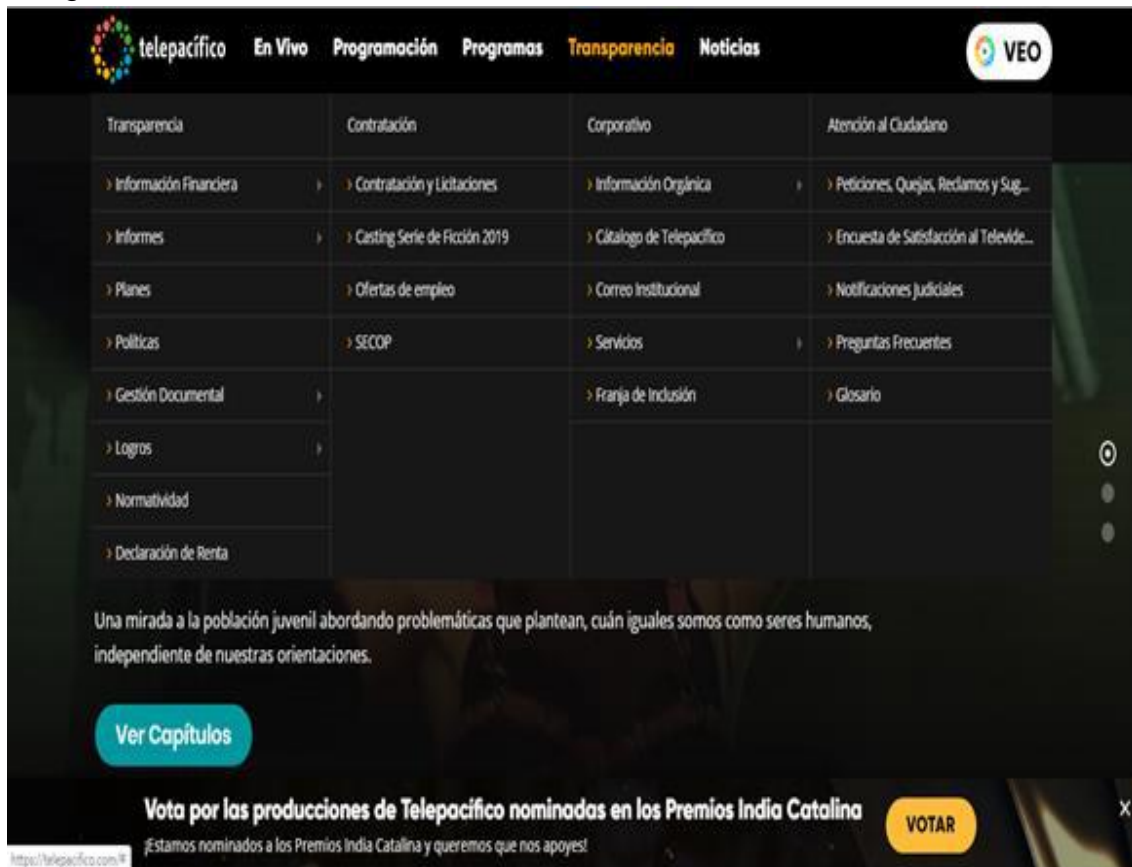 telepacífico En Vivo Programación Programas Transparencia Noticias VEO
Transparencia
› Información Financiera
› Informes
› Planes
› Políticas
› Gestión Documental
› Logros
› Normatividad
› Declaración de Renta
Contratación
› Contratación y Licitaciones
› Casting Serie de Ficción 2019
› Ofertas de empleo
› SECOP
Corporativo
› Información Orgánica
› Cátalogo de Telepacífico
› Correo Institucional
› Servicios
› Franja de Inclusión
Atención al Ciudadano
› Peticiones, Quejas, Reclamos y Sug...
› Encuesta de Satisfacción al Televide...
› Notificaciones Judiciales
› Preguntas Frecuentes
› Glosario
Una mirada a la población juvenil abordando problemáticas que plantean, cuán iguales somos como seres humanos,
independiente de nuestras orientaciones.
Ver Capítulos
Vota por las producciones de Telepacífico nominadas en los Premios India Catalina
¡Estamos nominados a los Premios India Catalina y queremos que nos apoyes!
VOTAR
X
https://telepacifico.com/#